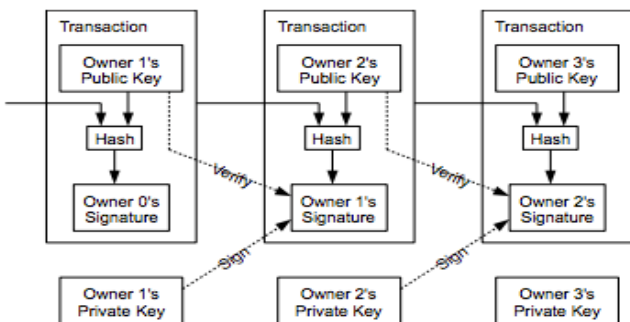 Transaction
Transaction
Transaction
Owner 1's
Public Key
Owner 2's
Public Key
Owner 3's
Public Key
Hash
Hash
Hash
Verify
Verify
Owner 0's
Signature
Owner 1's
Signature
Owner 2's
Signature
Sign
Sign
Owner 1's
Private Key
Owner 2's
Private Key
Owner 3's
Private Key